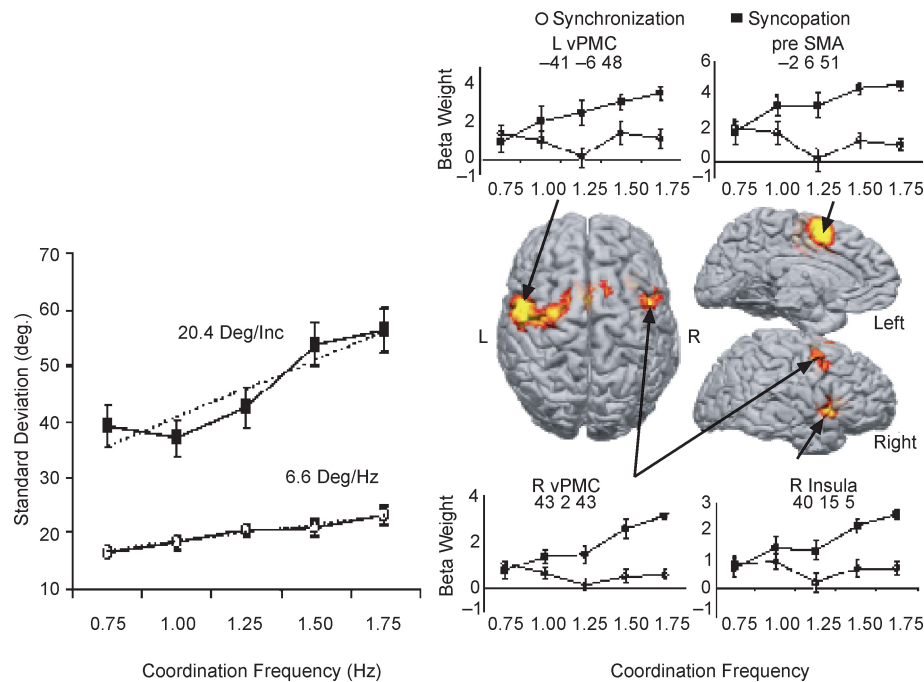 Synchronization
Syncopation
L vPMC
–41 –6 48
pre SMA
–2 6 51
Beta Weight
4
2
0
–1
0.75 1.00 1.25 1.50 1.75
6
4
2
0
–1
0.75 1.00 1.25 1.50 1.75
L
R
Left
Right
Standard Deviation (deg.)
70
60
50
40
30
20
10
20.4 Deg/Inc
6.6 Deg/Hz
0.75 1.00 1.25 1.50 1.75
Coordination Frequency (Hz)
R vPMC
43 2 43
R Insula
40 15 5
Beta Weight
4
2
0
–1
0.75 1.00 1.25 1.50 1.75
3
2
1
0
–1
0.75 1.00 1.25 1.50 1.75
Coordination Frequency